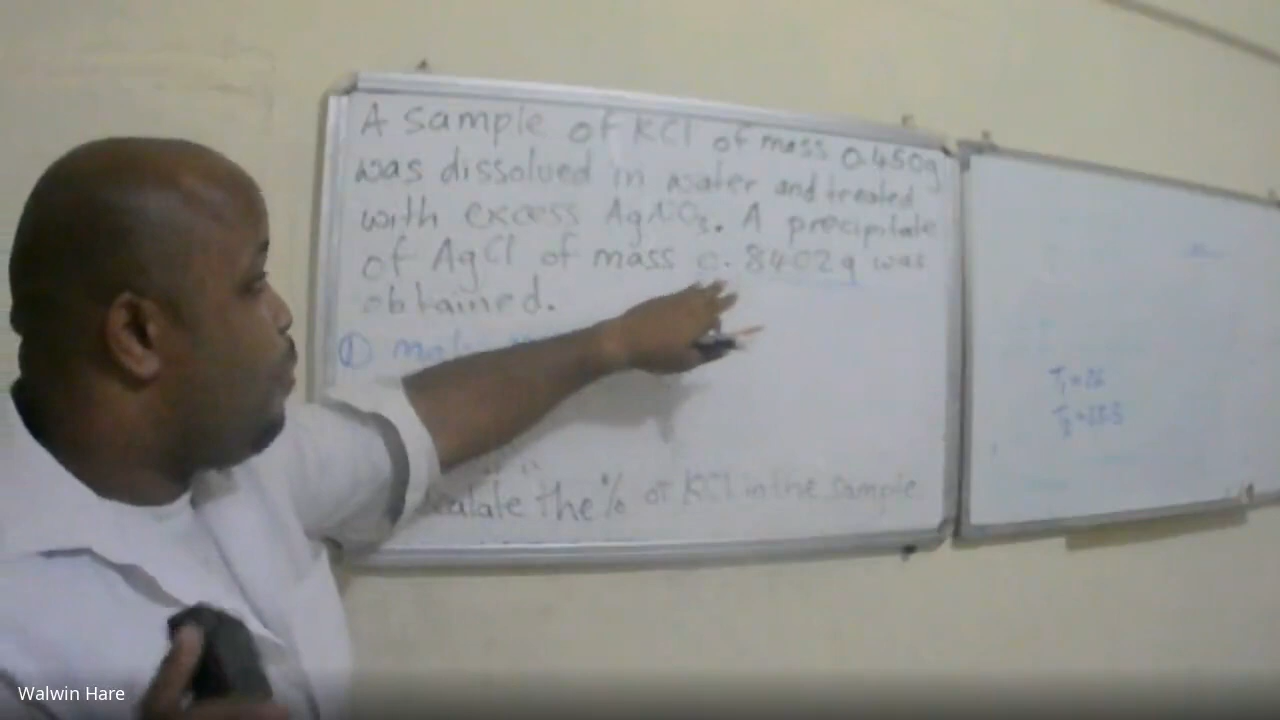 A sample of KCl of mass 0.450g
was dissolved in water and treated
with excess AgNO₃. A precipitate
of AgCl of mass 0.8402g was
obtained.
①
the % of KCl in the sample
Walwin Hare